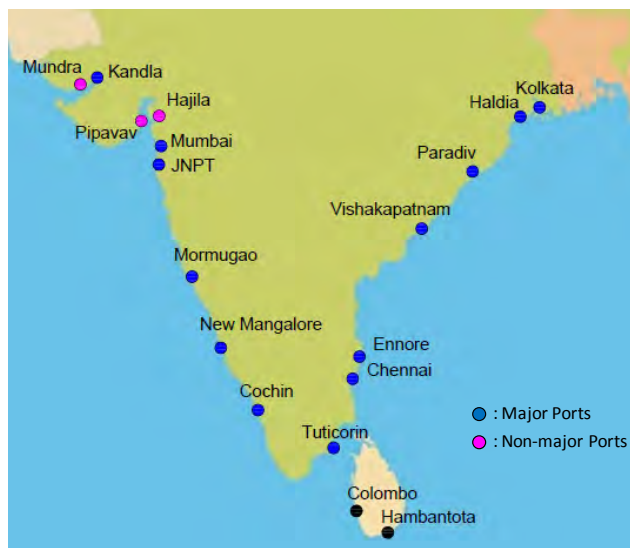 Mundra
Kandla
Hajila
Pipavav
Mumbai
JNPT
Kolkata
Haldia
Paradiv
Vishakapatnam
Mormugao
New Mangalore
Ennore
Chennai
Cochin
: Major Ports
Tuticorin
: Non-major Ports
Colombo
Hambantota